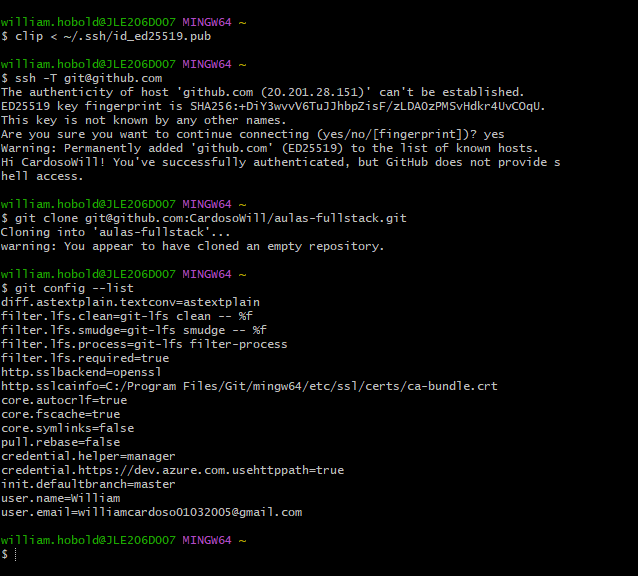 william.hobold@JLE206D007 MINGW64 ~
$ clip < ~/.ssh/id_ed25519.pub
william.hobold@JLE206D007 MINGW64 ~
$ ssh -T git@github.com
The authenticity of host 'github.com (20.201.28.151)' can't be established.
ED25519 key fingerprint is SHA256:+DiY3wvvV6TuJJhbpZisF/zLDA0zPMSvHdkr4UvCOqU.
This key is not known by any other names.
Are you sure you want to continue connecting (yes/no/[fingerprint])? yes
Warning: Permanently added 'github.com' (ED25519) to the list of known hosts.
Hi CardosoWill! You've successfully authenticated, but GitHub does not provide s
hell access.
william.hobold@JLE206D007 MINGW64 ~
$ git clone git@github.com:CardosoWill/aulas-fullstack.git
Cloning into 'aulas-fullstack'...
warning: You appear to have cloned an empty repository.
william.hobold@JLE206D007 MINGW64 ~
$ git config --list
diff.astextplain.textconv=astextplain
filter.lfs.clean=git-lfs clean -- %f
filter.lfs.smudge=git-lfs smudge -- %f
filter.lfs.process=git-lfs filter-process
filter.lfs.required=true
http.sslbackend=openssl
http.sslcainfo=C:/Program Files/Git/mingw64/etc/ssl/certs/ca-bundle.crt
core.autocrlf=true
core.fscache=true
core.symlinks=false
pull.rebase=false
credential.helper=manager
credential.https://dev.azure.com.usehttppath=true
init.defaultbranch=master
user.name=William
user.email=williamcardoso01032005@gmail.com
william.hobold@JLE206D007 MINGW64 ~
$